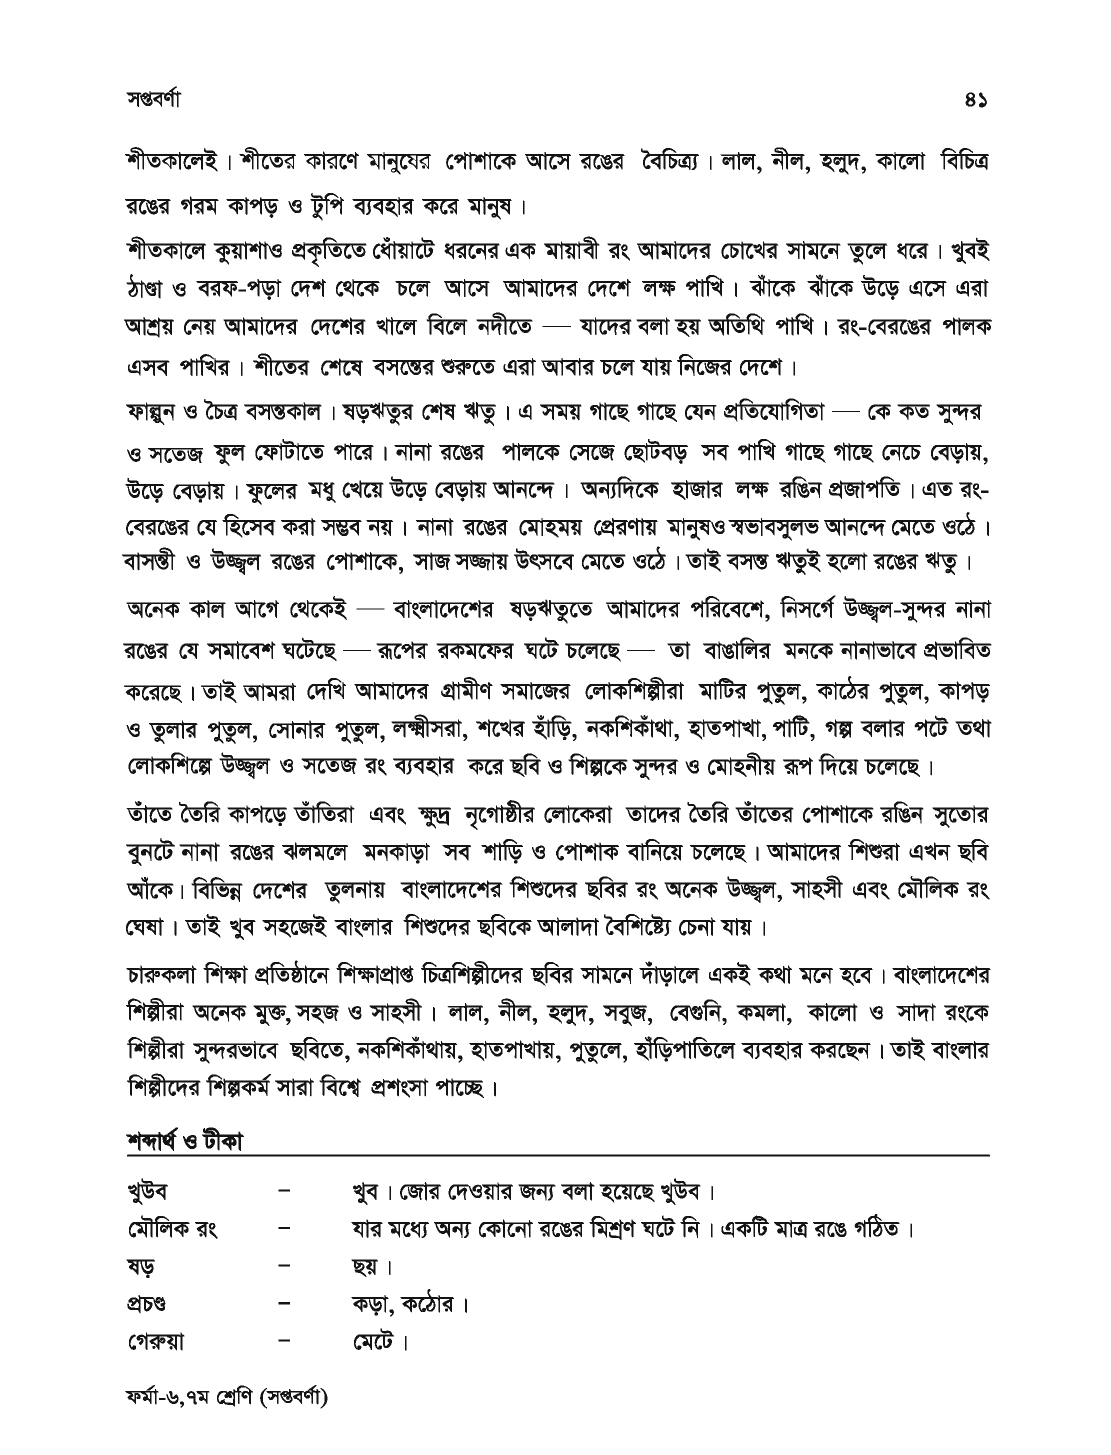 সপ্তবর্ণা ৪১
শীতকালেই। শীতের কারণে মানুষের পোশাকে আসে রঙের বৈচিত্র্য। লাল, নীল, হলুদ, কালো বিচিত্র
রঙের গরম কাপড় ও টুপি ব্যবহার করে মানুষ।
শীতকালে কুয়াশাও প্রকৃতিতে ধোঁয়াটে ধরনের এক মায়াবী রং আমাদের চোখের সামনে তুলে ধরে। খুবই
ঠাণ্ডা ও বরফ-পড়া দেশ থেকে চলে আসে আমাদের দেশে লক্ষ পাখি। ঝাঁকে ঝাঁকে উড়ে এসে এরা
আশ্রয় নেয় আমাদের দেশের খালে বিলে নদীতে — যাদের বলা হয় অতিথি পাখি। রং-বেরঙের পালক
এসব পাখির। শীতের শেষে বসন্তের শুরুতে এরা আবার চলে যায় নিজের দেশে।
ফাল্গুন ও চৈত্র বসন্তকাল। ষড়ঋতুর শেষ ঋতু। এ সময় গাছে গাছে যেন প্রতিযোগিতা — কে কত সুন্দর
ও সতেজ ফুল ফোটাতে পারে। নানা রঙের পালকে সেজে ছোটবড় সব পাখি গাছে গাছে নেচে বেড়ায়,
উড়ে বেড়ায়। ফুলের মধু খেয়ে উড়ে বেড়ায় আনন্দে। অন্যদিকে হাজার লক্ষ রঙিন প্রজাপতি। এত রং-
বেরঙের যে হিসেব করা সম্ভব নয়। নানা রঙের মোহময় প্রেরণায় মানুষও স্বভাবসুলভ আনন্দে মেতে ওঠে।
বাসন্তী ও উজ্জ্বল রঙের পোশাকে, সাজ সজ্জায় উৎসবে মেতে ওঠে। তাই বসন্ত ঋতুই হলো রঙের ঋতু।
অনেক কাল আগে থেকেই — বাংলাদেশের ষড়ঋতুতে আমাদের পরিবেশে, নিসর্গে উজ্জ্বল-সুন্দর নানা
রঙের যে সমাবেশ ঘটেছে — রূপের রকমফের ঘটে চলেছে — তা বাঙালির মনকে নানাভাবে প্রভাবিত
করেছে। তাই আমরা দেখি আমাদের গ্রামীণ সমাজের লোকশিল্পীরা মাটির পুতুল, কাঠের পুতুল, কাপড়
ও তুলার পুতুল, সোনার পুতুল, লক্ষ্মীসরা, শখের হাঁড়ি, নকশিকাঁথা, হাতপাখা, পাটি, গল্প বলার পটে তথা
লোকশিল্পে উজ্জ্বল ও সতেজ রং ব্যবহার করে ছবি ও শিল্পকে সুন্দর ও মোহনীয় রূপ দিয়ে চলেছে।
তাঁতে তৈরি কাপড়ে তাঁতিরা এবং ক্ষুদ্র নৃগোষ্ঠীর লোকেরা তাদের তৈরি তাঁতের পোশাকে রঙিন সুতোর
বুনটে নানা রঙের ঝলমলে মনকাড়া সব শাড়ি ও পোশাক বানিয়ে চলেছে। আমাদের শিশুরা এখন ছবি
আঁকে। বিভিন্ন দেশের তুলনায় বাংলাদেশের শিশুদের ছবির রং অনেক উজ্জ্বল, সাহসী এবং মৌলিক রং
ঘেষা। তাই খুব সহজেই বাংলার শিশুদের ছবিকে আলাদা বৈশিষ্ট্যে চেনা যায়।
চারুকলা শিক্ষা প্রতিষ্ঠানে শিক্ষাপ্রাপ্ত চিত্রশিল্পীদের ছবির সামনে দাঁড়ালে একই কথা মনে হবে। বাংলাদেশের
শিল্পীরা অনেক মুক্ত, সহজ ও সাহসী। লাল, নীল, হলুদ, সবুজ, বেগুনি, কমলা, কালো ও সাদা রংকে
শিল্পীরা সুন্দরভাবে ছবিতে, নকশিকাঁথায়, হাতপাখায়, পুতুলে, হাঁড়িপাতিলে ব্যবহার করছেন। তাই বাংলার
শিল্পীদের শিল্পকর্ম সারা বিশ্বে প্রশংসা পাচ্ছে।
শব্দার্থ ও টীকা
খুউব – খুব। জোর দেওয়ার জন্য বলা হয়েছে খুউব।
মৌলিক রং – যার মধ্যে অন্য কোনো রঙের মিশ্রণ ঘটে নি। একটি মাত্র রঙে গঠিত।
ষড় – ছয়।
প্রচণ্ড – কড়া, কঠোর।
গেরুয়া – মেটে।
ফর্মা-৬,৭ম শ্রেণি (সপ্তবর্ণা)